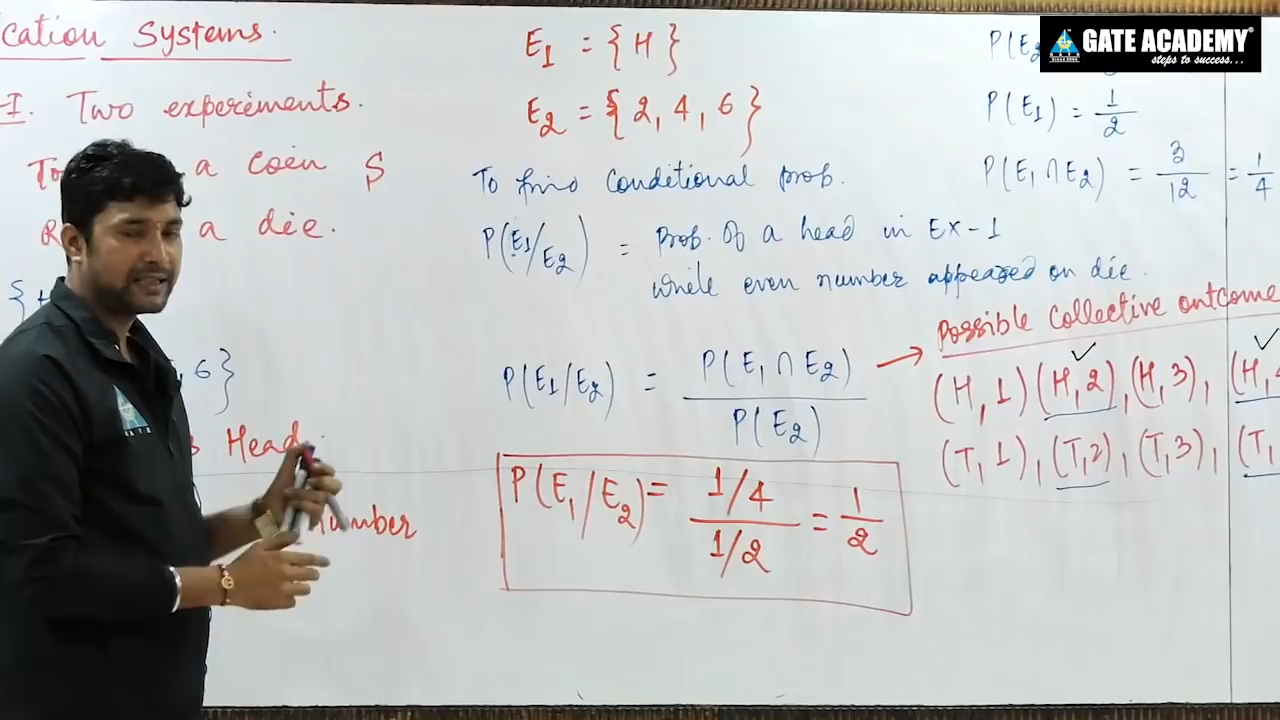 cation Systems.
I. Two experiments.
a coin &
a die.
, 6}
Head.
Number
E1 = {H}
E2 = {2, 4, 6}
To find conditional prob.
P(E1/E2) = Prob. of a head in Ex-1
while even number appeared on die.
P(E1/E2) = P(E1 ∩ E2) / P(E2)
P(E1/E2) = 1/4 / 1/2 = 1/2
GATE ACADEMY
steps to success...
P(E2
P(E1) = 1/2
P(E1 ∩ E2) = 3/12 = 1/4
Possible Collective outcome
(H, 1) (H, 2), (H, 3), (H, 4
(T, 1), (T, 2), (T, 3), (T,